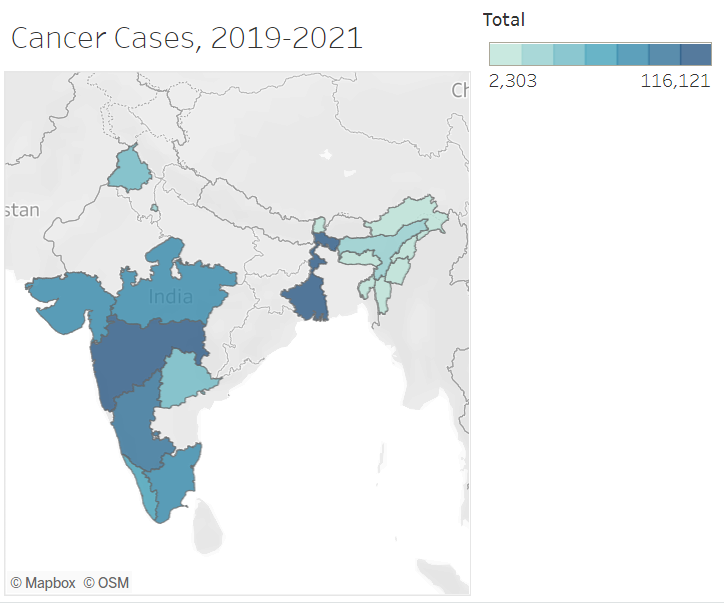 Cancer Cases, 2019-2021
Total
2,303 116,121
Ch
stan
India
© Mapbox © OSM